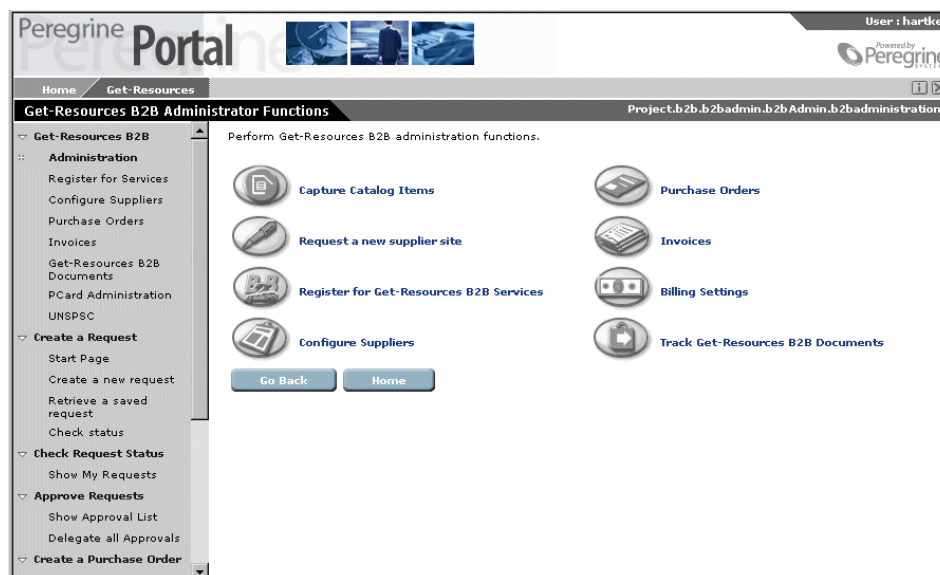 Peregrine
Portal
User : hartke
Powered by
Peregrine
SYSTEMS
Home
Get-Resources
Get-Resources B2B Administrator Functions
Project.b2b.b2badmin.b2bAdmin.b2badministration
Get-Resources B2B
Administration
Register for Services
Configure Suppliers
Purchase Orders
Invoices
Get-Resources B2B
Documents
PCard Administration
UNSPSC
Create a Request
Start Page
Create a new request
Retrieve a saved
request
Check status
Check Request Status
Show My Requests
Approve Requests
Show Approval List
Delegate all Approvals
Create a Purchase Order
Perform Get-Resources B2B administration functions.
Capture Catalog Items
Purchase Orders
Request a new supplier site
Invoices
Register for Get-Resources B2B Services
Billing Settings
Configure Suppliers
Track Get-Resources B2B Documents
Go Back
Home